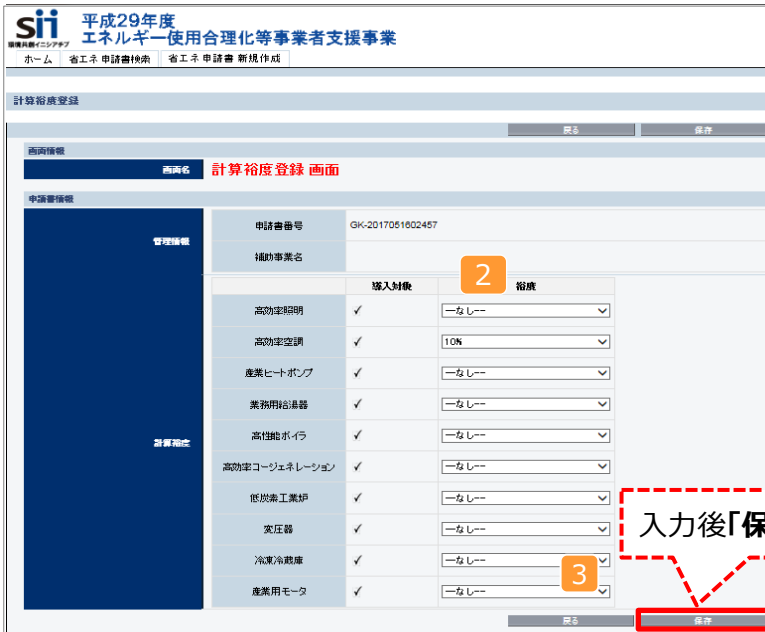 sii 平成29年度
環境共創イニシアチブ エネルギー使用合理化等事業者支援事業
ホーム 省エネ申請書検索 省エネ申請書 新規作成
計算裕度登録
戻る 保存
画面情報
画面名 計算裕度登録 画面
申請書情報
管理情報
申請書番号 GK-2017051602457
補助事業名
2
導入対象 裕度
計算裕度
高効率照明 ✓ --なし--
高効率空調 ✓ 10%
産業ヒートポンプ ✓ --なし--
業務用給湯器 ✓ --なし--
高性能ボイラ ✓ --なし--
高効率コージェネレーション ✓ --なし--
低炭素工業炉 ✓ --なし--
変圧器 ✓ --なし--
冷凍冷蔵庫 ✓ --なし--
産業用モータ ✓ --なし--
入力後「保
3
戻る 保存